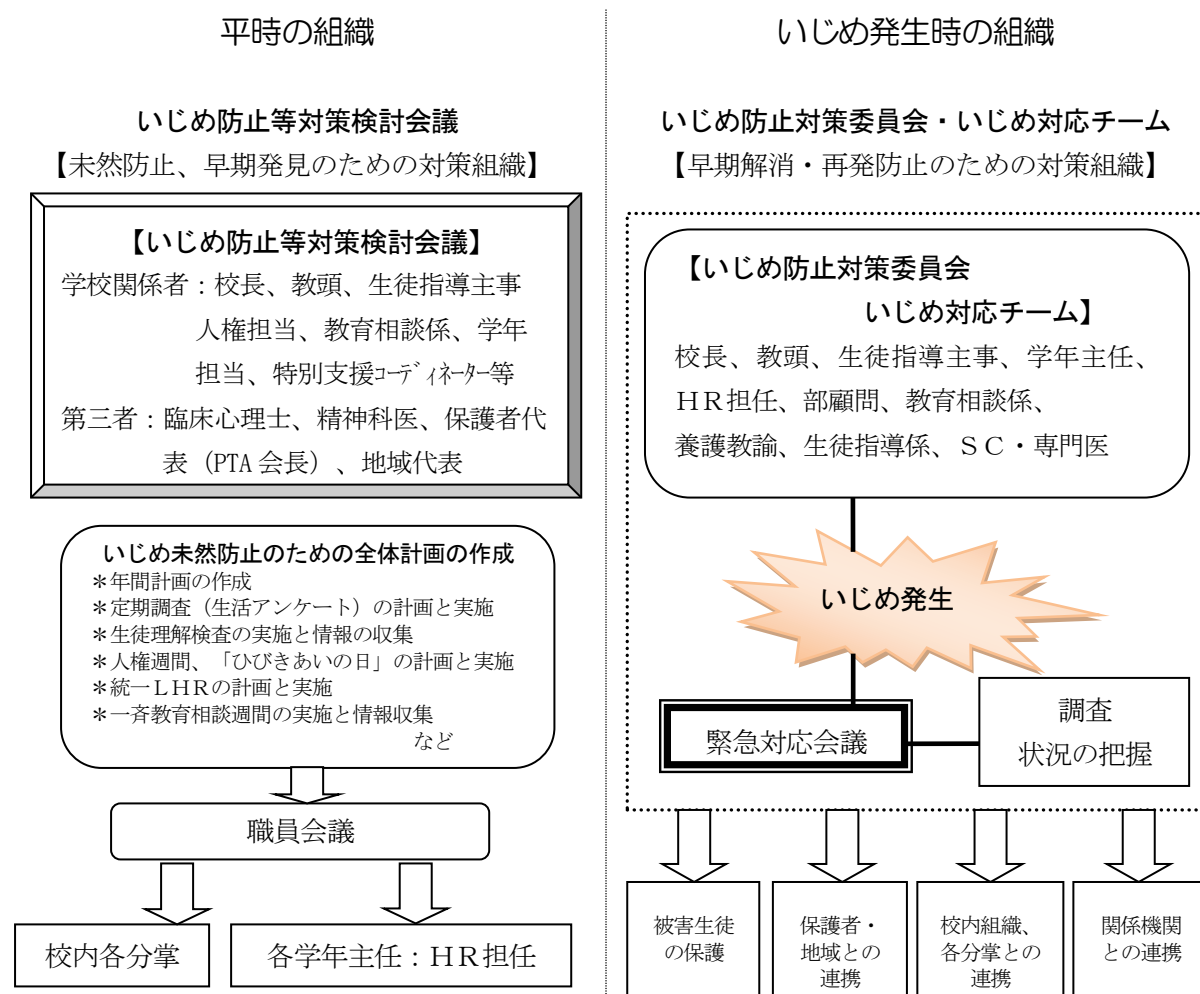 平時の組織
いじめ防止等対策検討会議
【未然防止、早期発見のための対策組織】
【いじめ防止等対策検討会議】
学校関係者：校長、教頭、生徒指導主事
人権担当、教育相談係、学年
担当、特別支援ｺｰﾃﾞｨﾈｰﾀｰ等
第三者：臨床心理士、精神科医、保護者代
表（PTA 会長）、地域代表
いじめ未然防止のための全体計画の作成
＊年間計画の作成
＊定期調査（生活アンケート）の計画と実施
＊生徒理解検査の実施と情報の収集
＊人権週間、「ひびきあいの日」の計画と実施
＊統一ＬＨＲの計画と実施
＊一斉教育相談週間の実施と情報収集
など
職員会議
校内各分掌
各学年主任：ＨＲ担任
いじめ発生時の組織
いじめ防止対策委員会・いじめ対応チーム
【早期解消・再発防止のための対策組織】
【いじめ防止対策委員会
いじめ対応チーム】
校長、教頭、生徒指導主事、学年主任、
ＨＲ担任、部顧問、教育相談係、
養護教諭、生徒指導係、ＳＣ・専門医
いじめ発生
緊急対応会議
調査
状況の把握
被害生徒
の保護
保護者・
地域との
連携
校内組織、
各分掌との
連携
関係機関
との連携